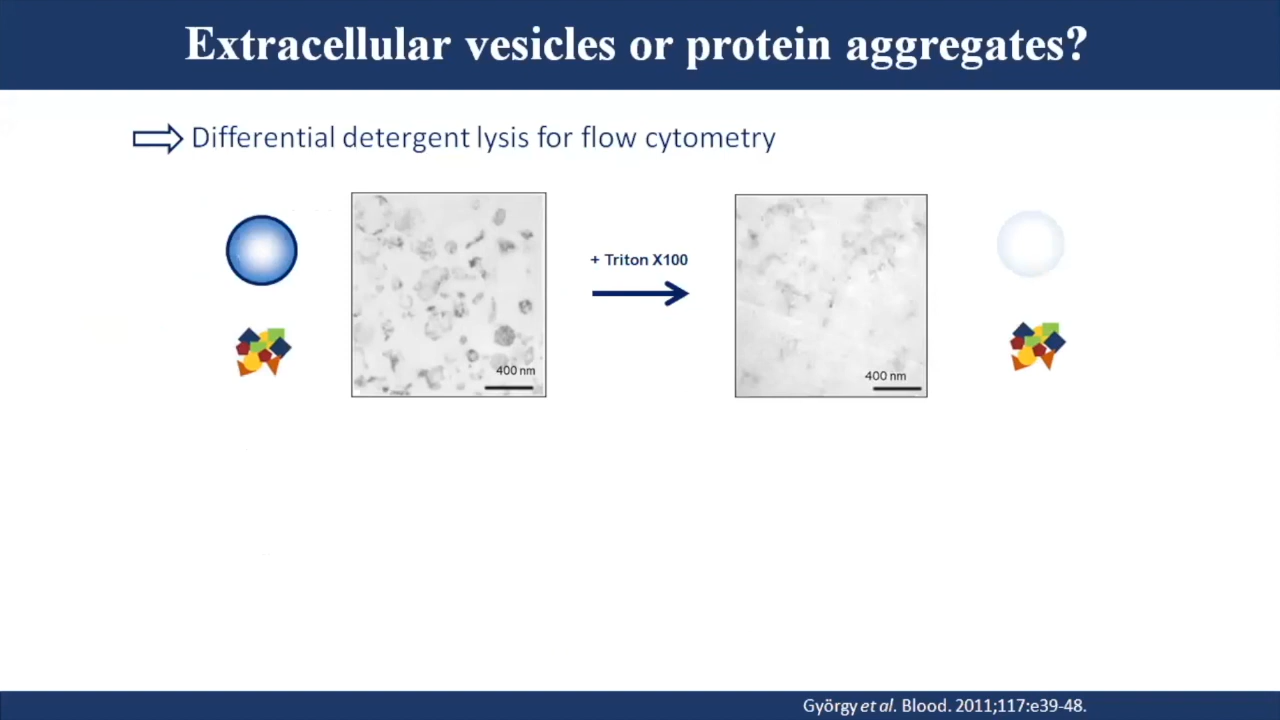 Extracellular vesicles or protein aggregates?
Differential detergent lysis for flow cytometry
+ Triton X100
400 nm
400 nm
György et al. Blood. 2011;117:e39-48.